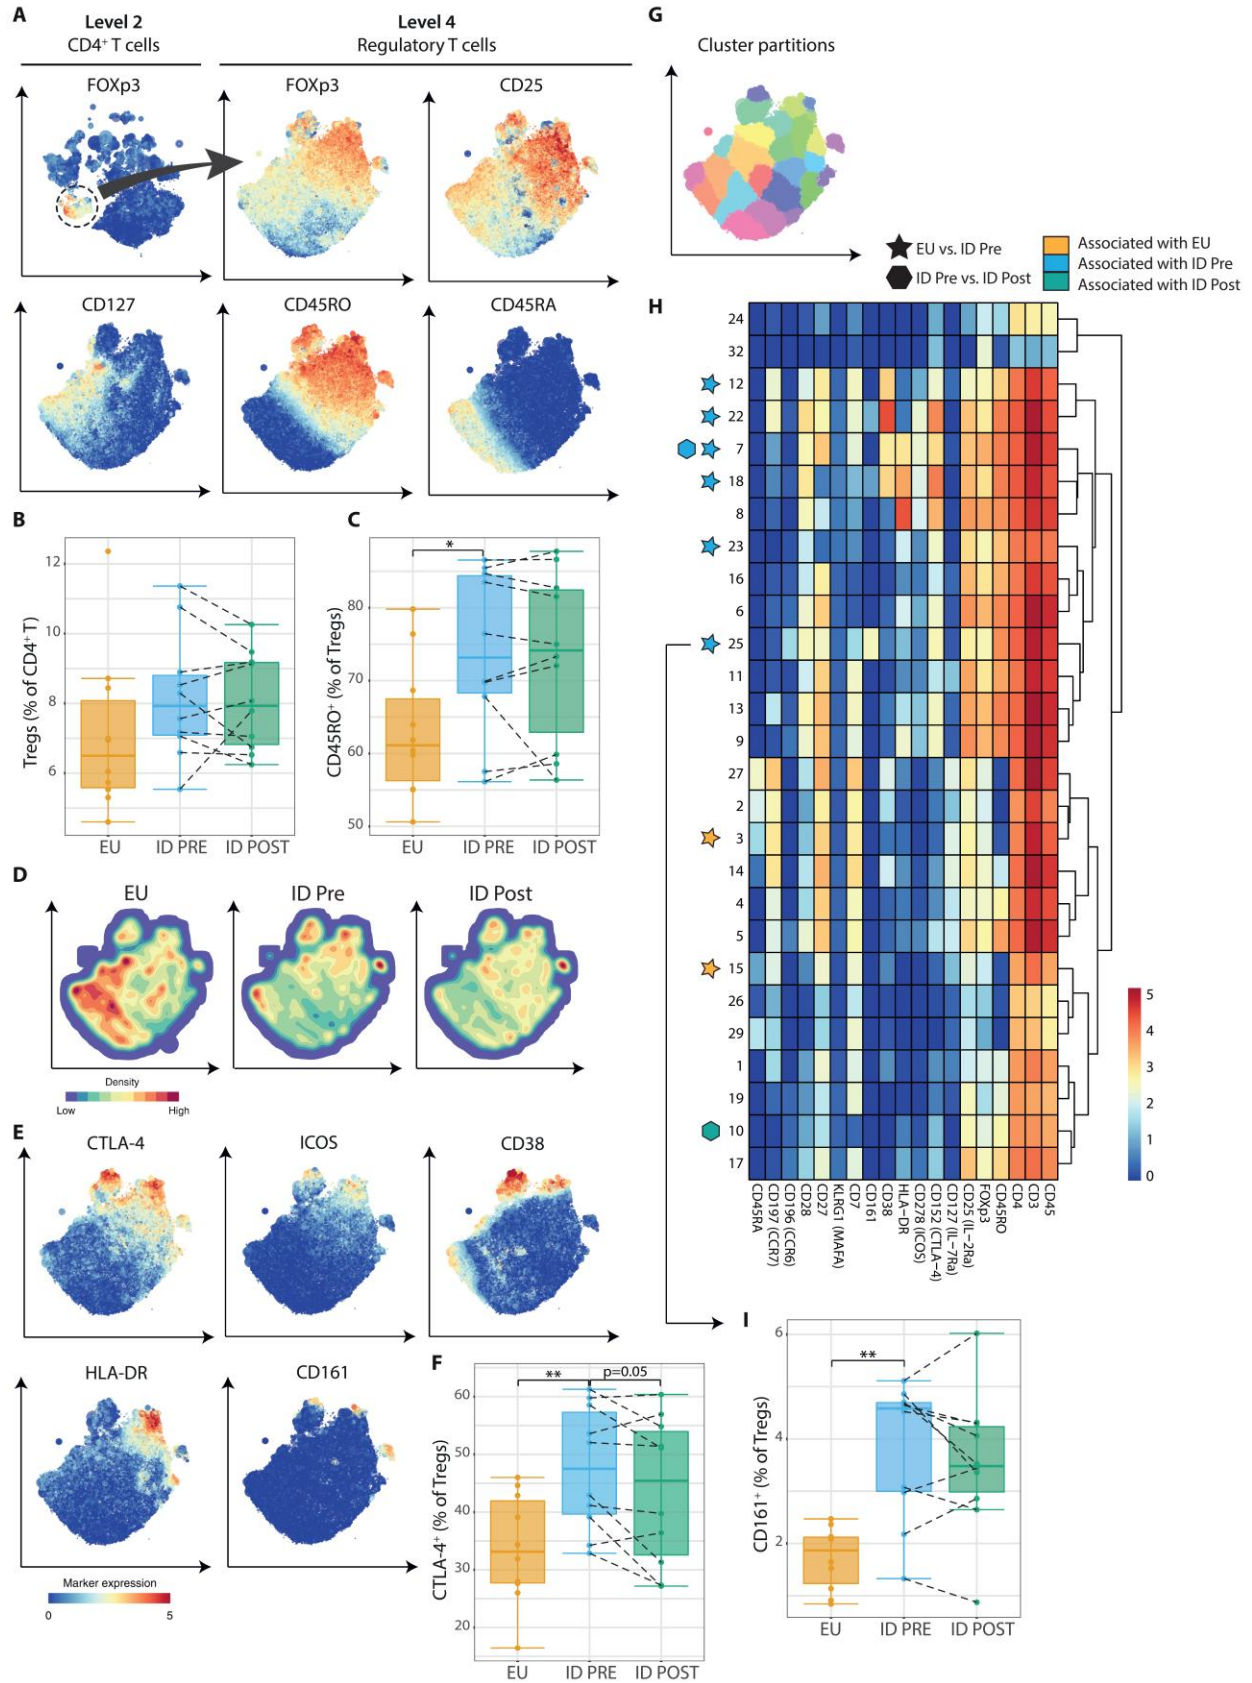 A
Level 2
CD4+ T cells
Level 4
Regulatory T cells
FOXp3
FOXp3
CD25
CD127
CD45RO
CD45RA
B
Tregs (% of CD4+ T)
12
10
8
6
EU
ID PRE
ID POST
C
CD45RO+ (% of Tregs)
*
80
70
60
50
EU
ID PRE
ID POST
D
EU
ID Pre
ID Post
Density
Low
High
E
CTLA-4
ICOS
CD38
HLA-DR
CD161
Marker expression
0
5
F
CTLA-4+ (% of Tregs)
**
p=0.05
60
50
40
30
20
EU
ID PRE
ID POST
G
Cluster partitions
EU vs. ID Pre
ID Pre vs. ID Post
Associated with EU
Associated with ID Pre
Associated with ID Post
H
24
32
12
22
7
18
8
23
16
6
25
11
13
9
27
2
3
14
4
5
15
26
29
1
19
10
17
CD45RA
CD197 (CCR7)
CD196 (CCR6)
CD28
CD27
KLRG1 (MAFA)
CD7
CD161
CD38
HLA−DR
CD278 (ICOS)
CD152 (CTLA−4)
CD127 (IL−7Ra)
CD25 (IL−2Ra)
FOXp3
CD45RO
CD4
CD3
CD45
5
4
3
2
1
0
I
CD161+ (% of Tregs)
**
6
4
2
EU
ID PRE
ID POST